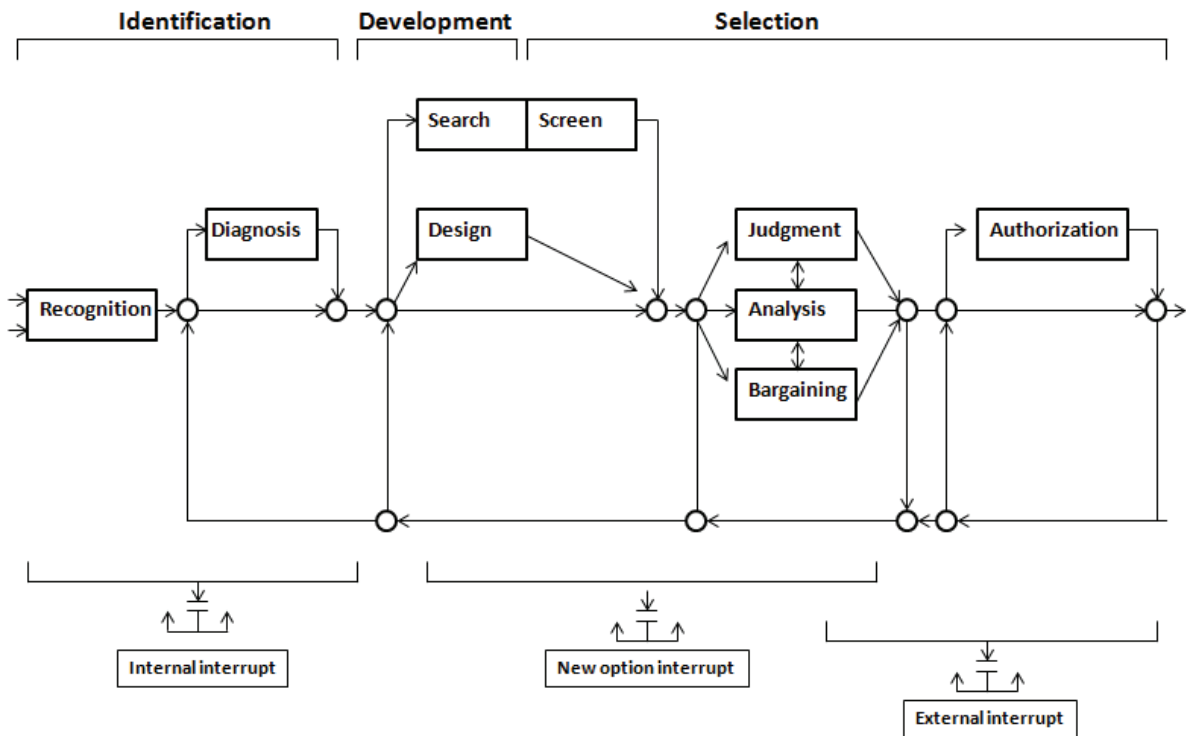 Identification
Development
Selection
Search
Screen
Diagnosis
Design
Judgment
Authorization
Recognition
Analysis
Bargaining
Internal interrupt
New option interrupt
External interrupt